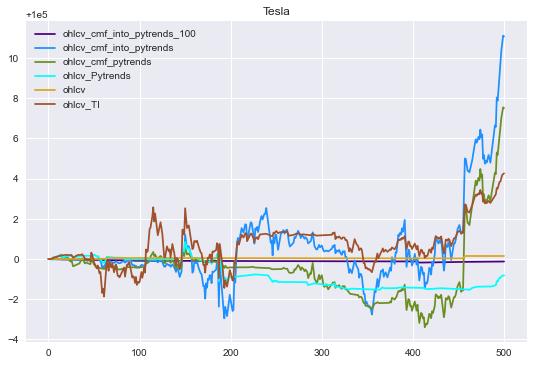 Tesla
+1e5
ohlcv_cmf_into_pytrends_100
ohlcv_cmf_into_pytrends
ohlcv_cmf_pytrends
ohlcv_Pytrends
ohlcv
ohlcv_TI
10
8
6
4
2
0
−2
−4
0 100 200 300 400 500